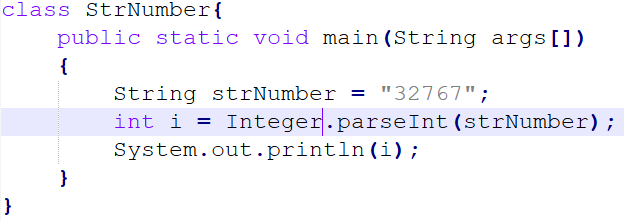 class StrNumber{
    public static void main(String args[])
    {
        String strNumber = "32767";
        int i = Integer.parseInt(strNumber);
        System.out.println(i);
    }
}